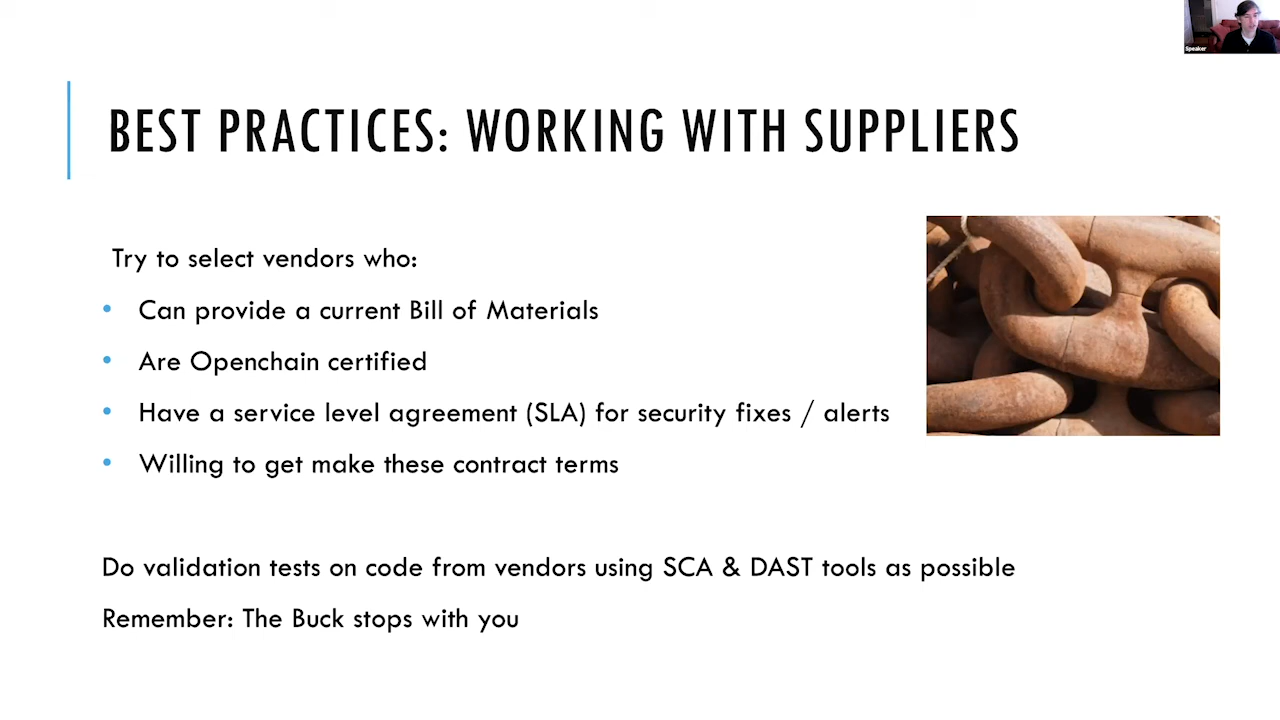 Speaker
BEST PRACTICES: WORKING WITH SUPPLIERS
Try to select vendors who:
• Can provide a current Bill of Materials
• Are Openchain certified
• Have a service level agreement (SLA) for security fixes / alerts
• Willing to get make these contract terms
Do validation tests on code from vendors using SCA & DAST tools as possible
Remember: The Buck stops with you